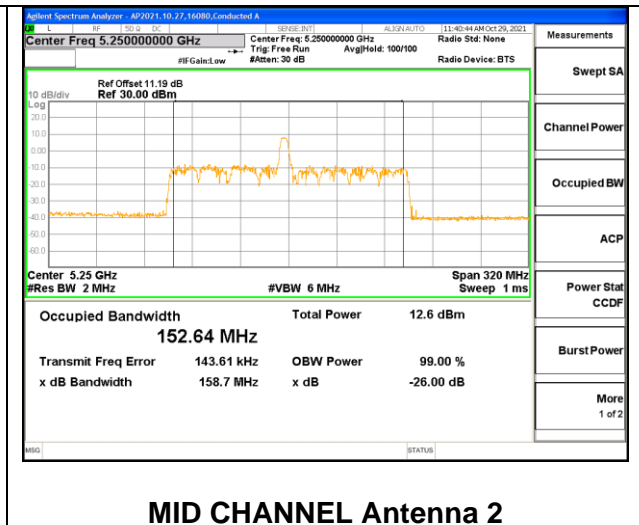 Agilent Spectrum Analyzer - AP2021.10.27,16080,Conducted A
L RF 50 Ω DC SENSE:INT ALIGN AUTO 11:40:44 AM Oct 29, 2021
Center Freq 5.250000000 GHz Center Freq: 5.250000000 GHz Radio Std: None
Trig: Free Run Avg|Hold: 100/100
#IFGain:Low #Atten: 30 dB Radio Device: BTS
Ref Offset 11.19 dB
10 dB/div Ref 30.00 dBm
Log
20.0
10.0
0.00
-10.0
-20.0
-30.0
-40.0
-50.0
-60.0
Center 5.25 GHz Span 320 MHz
#Res BW 2 MHz #VBW 6 MHz Sweep 1 ms
Occupied Bandwidth Total Power 12.6 dBm
152.64 MHz
Transmit Freq Error 143.61 kHz OBW Power 99.00 %
x dB Bandwidth 158.7 MHz x dB -26.00 dB
MSG STATUS
Measurements
Swept SA
Channel Power
Occupied BW
ACP
Power Stat
CCDF
Burst Power
More
1 of 2
MID CHANNEL Antenna 2